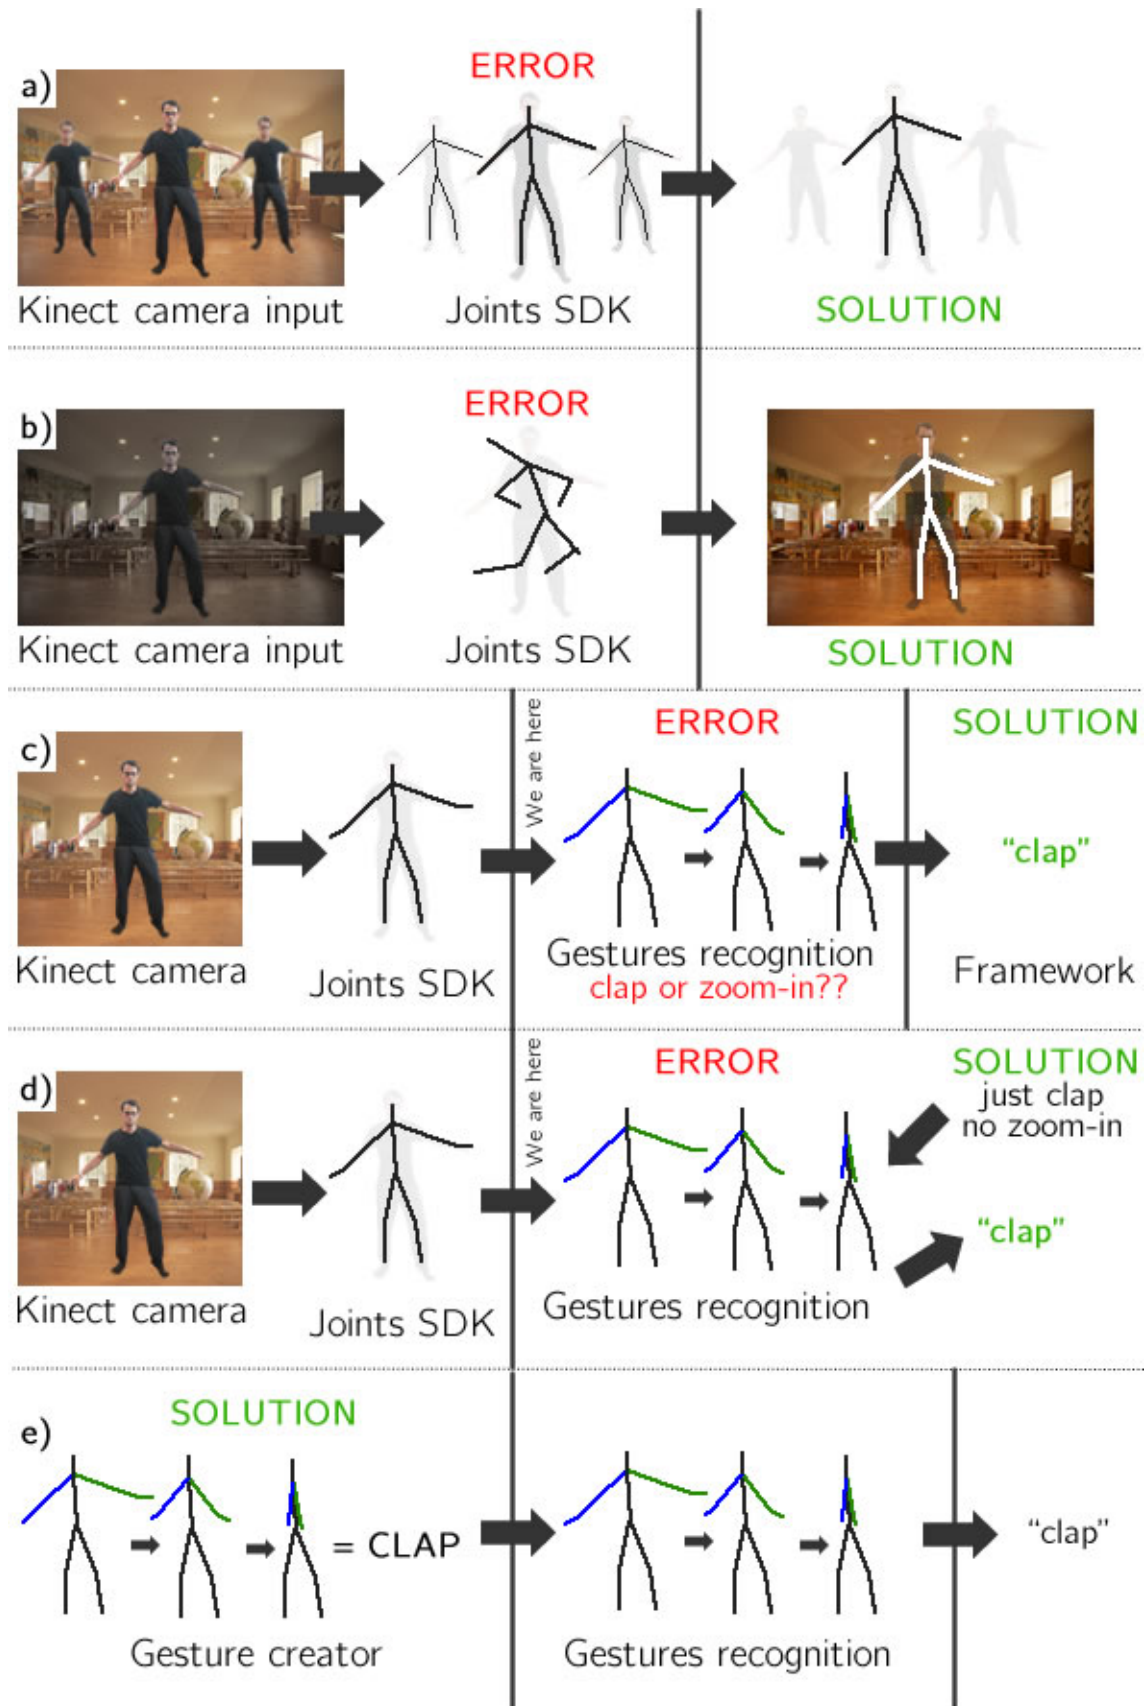 a)
ERROR
Kinect camera input
Joints SDK
SOLUTION
b)
ERROR
Kinect camera input
Joints SDK
SOLUTION
c)
We are here
ERROR
SOLUTION
"clap"
Kinect camera
Joints SDK
Gestures recognition
clap or zoom-in??
Framework
d)
We are here
ERROR
SOLUTION
just clap
no zoom-in
"clap"
Kinect camera
Joints SDK
Gestures recognition
e)
SOLUTION
= CLAP
"clap"
Gesture creator
Gestures recognition